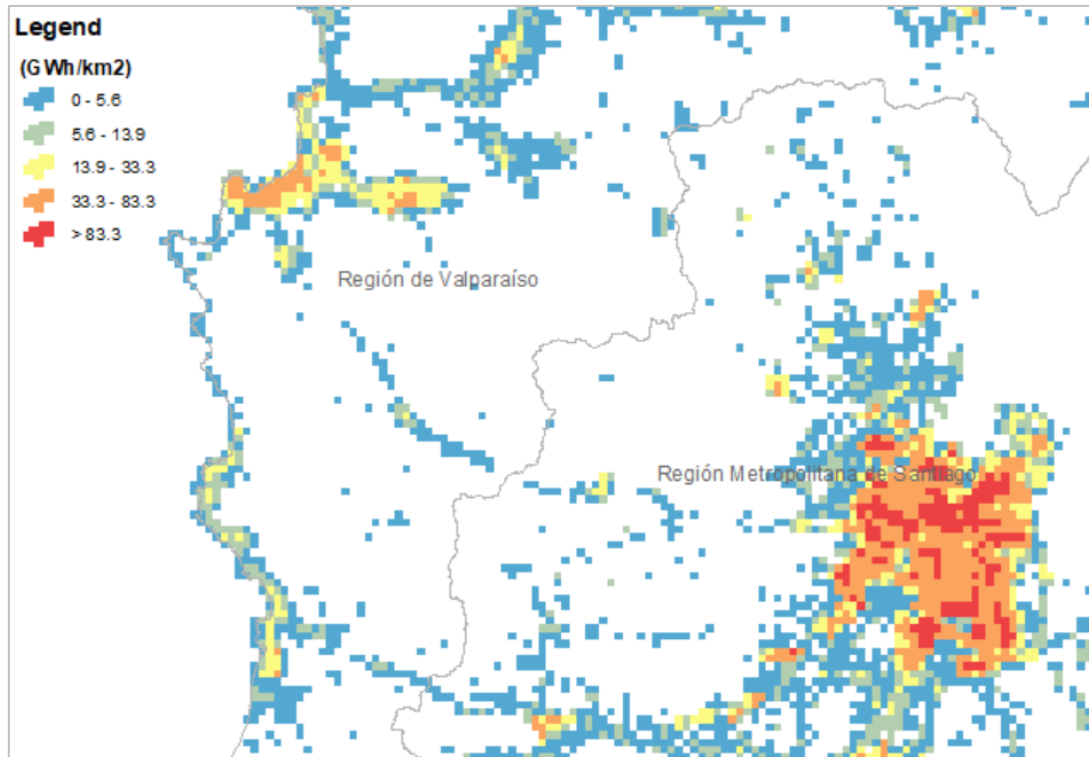 Legend
(GWh/km2)
0 - 5.6
5.6 - 13.9
13.9 - 33.3
33.3 - 83.3
> 83.3
Región de Valparaíso
Región Metropolitana de Santiago